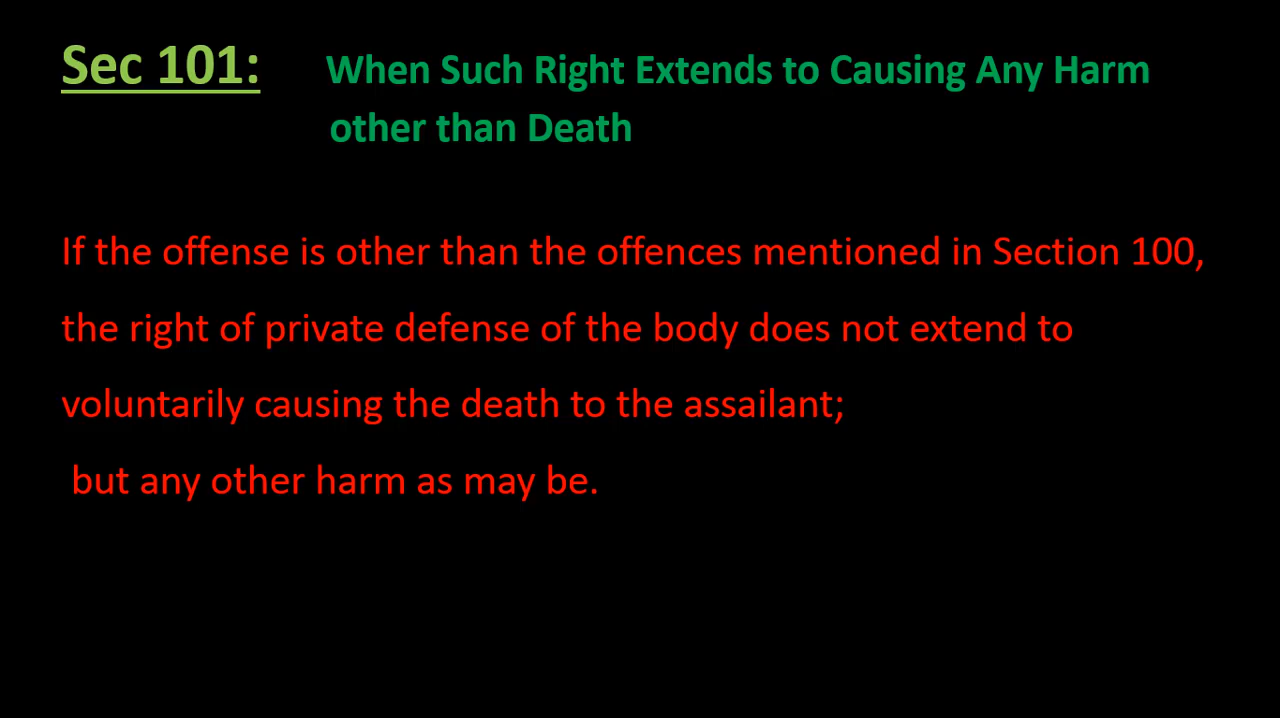 Sec 101: When Such Right Extends to Causing Any Harm
other than Death
If the offense is other than the offences mentioned in Section 100,
the right of private defense of the body does not extend to
voluntarily causing the death to the assailant;
but any other harm as may be.